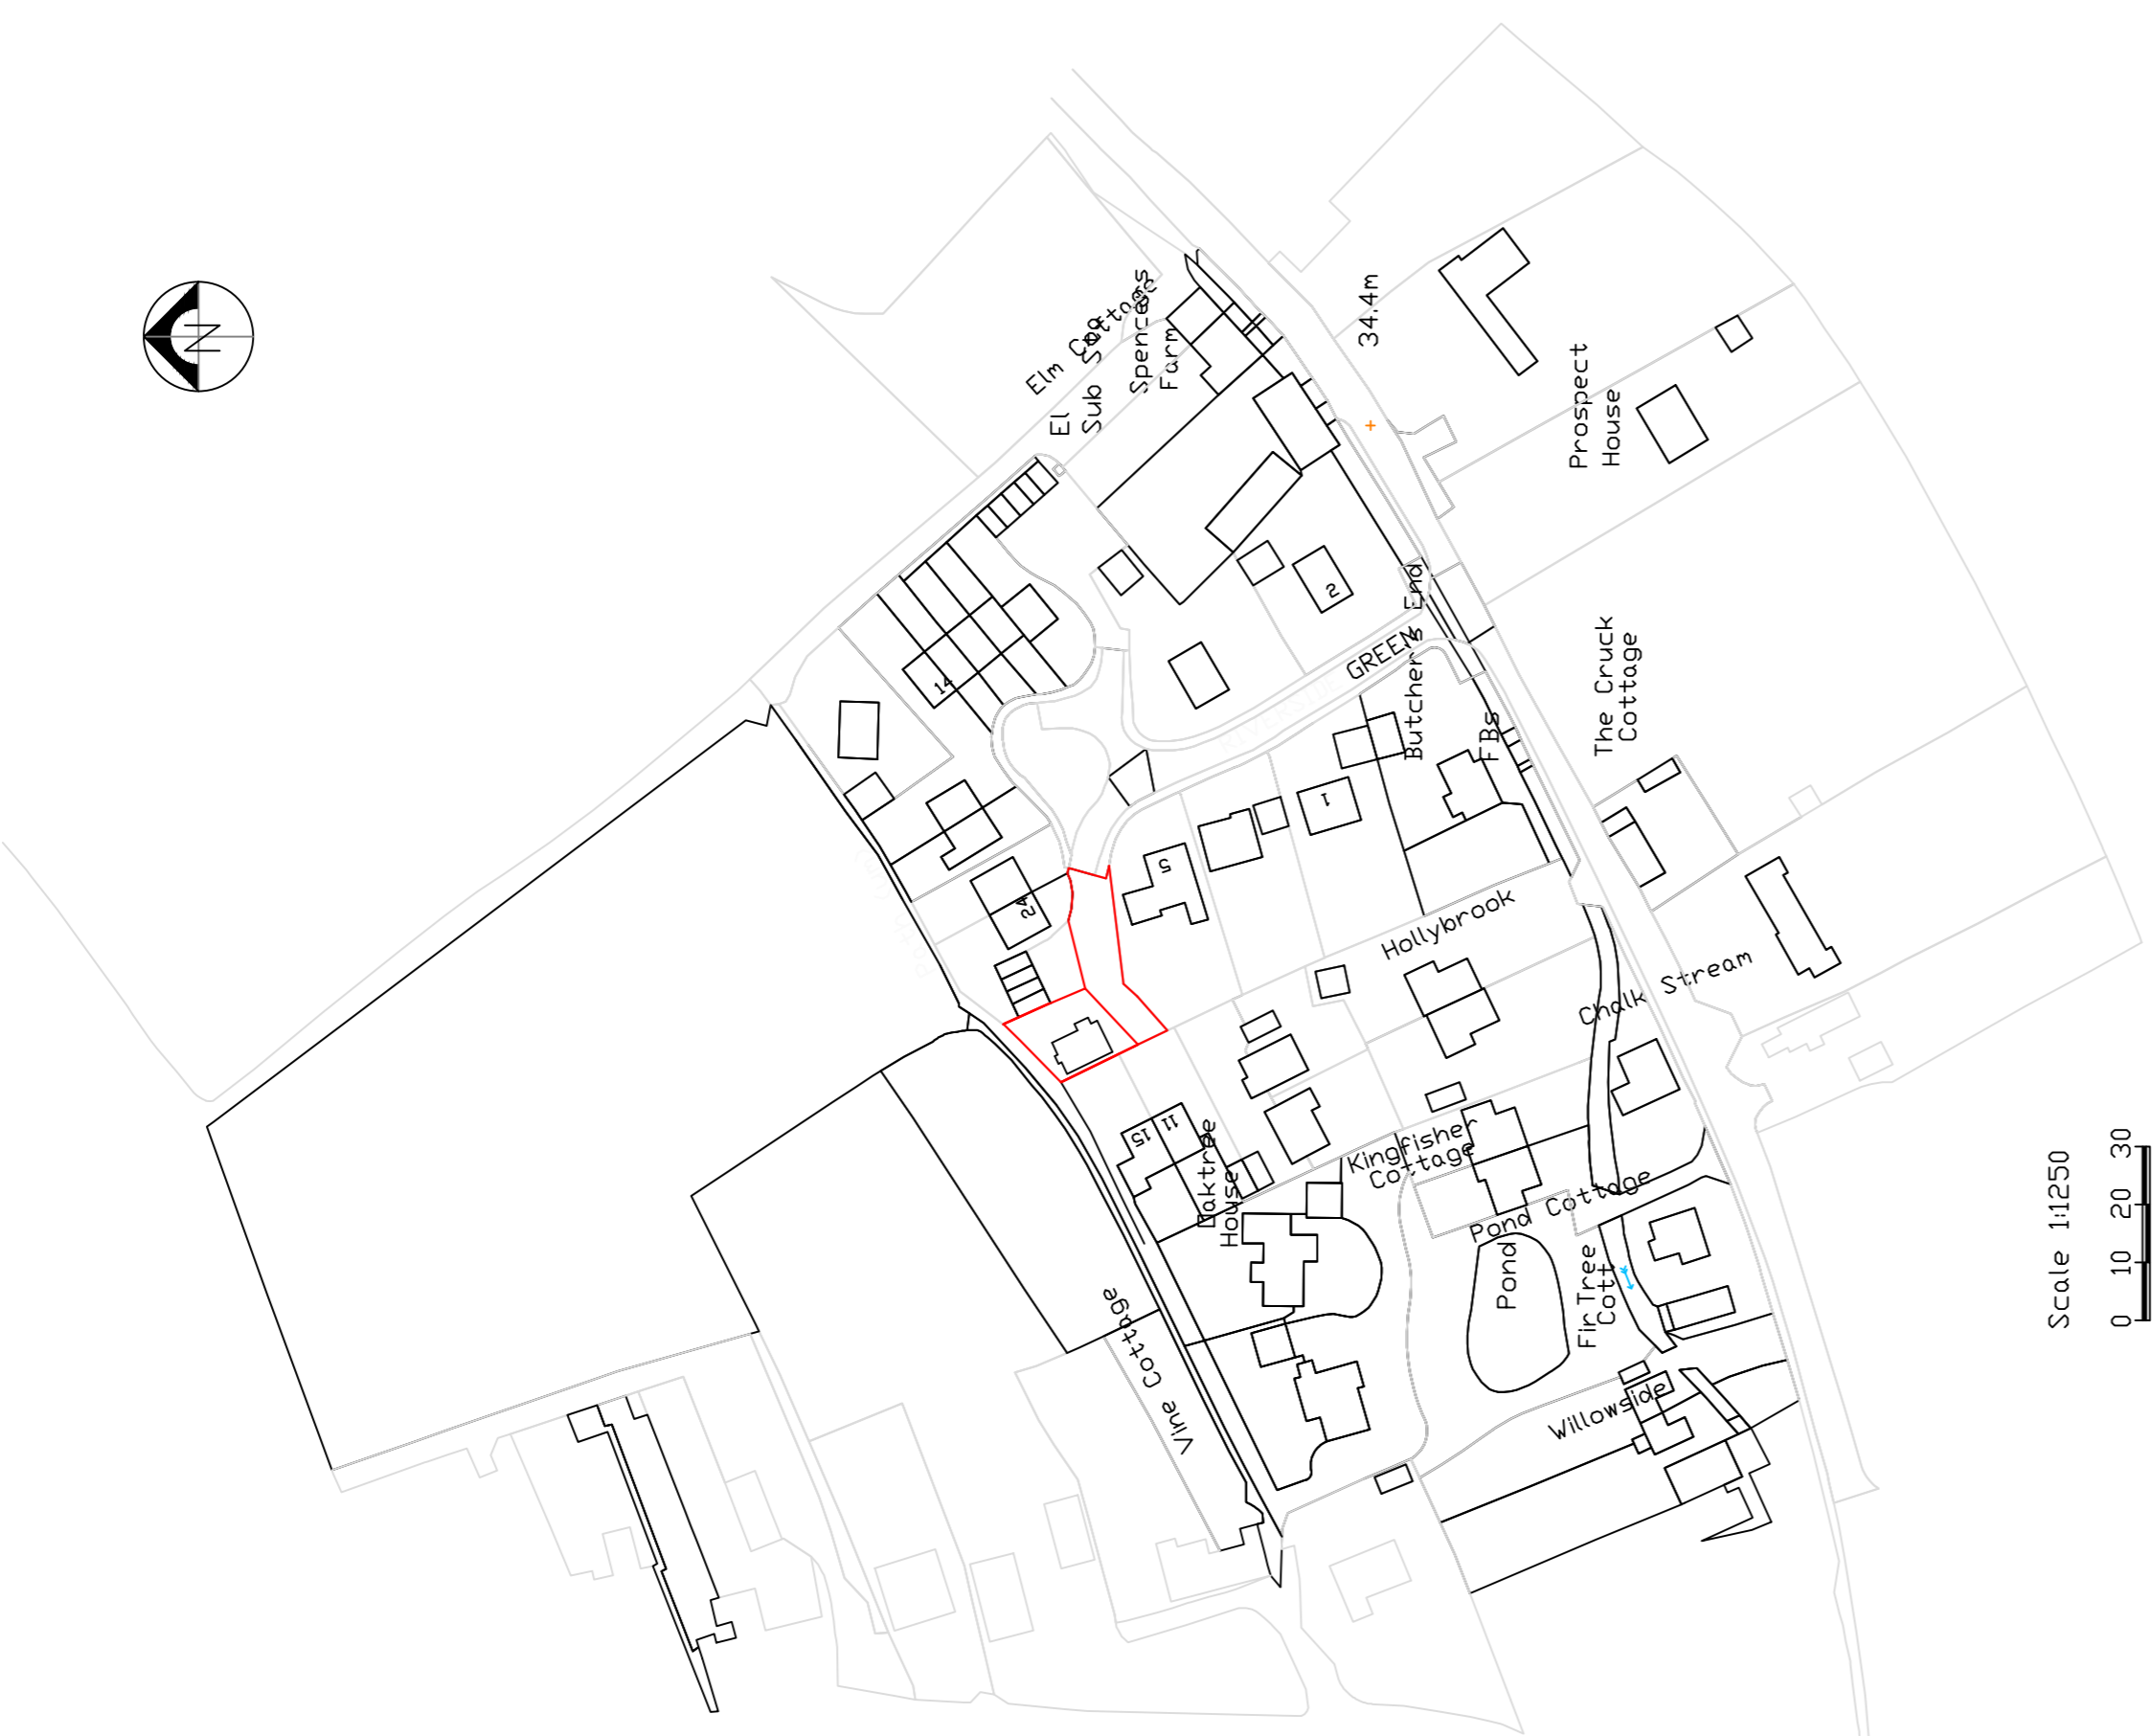 N
Elm Cottage
El
Sub Sta
Spencers
Farm
34.4m
Prospect
House
14
2
GREEN
Butchers End
FBs
The Cruck
Cottage
1
5
24
Hollybrook
Chalk Stream
15
11
Oaktree
House
Kingfisher
Cottage
Pond Cottage
Pond
Fir Tree
Cott
Vine Cottage
Willowside
Scale 1:1250
0 10 20 30